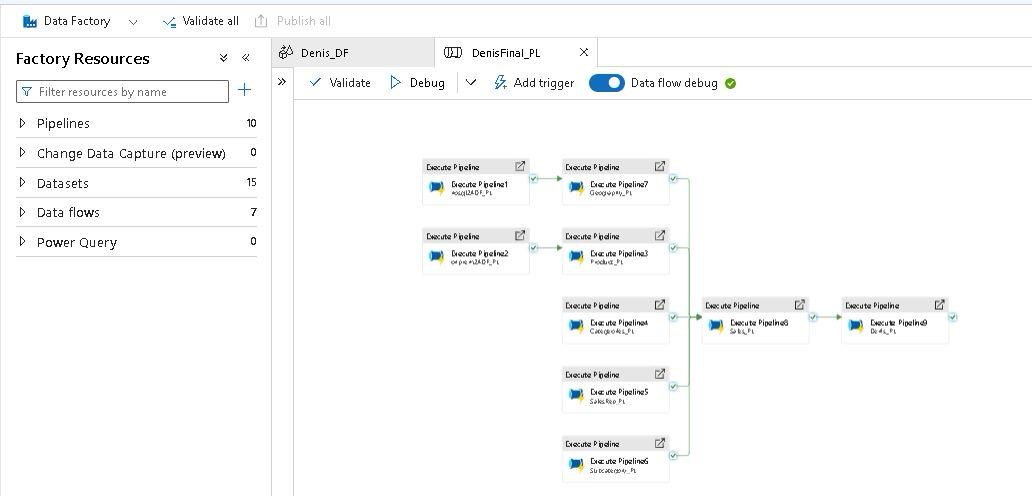 Data Factory
Validate all
Publish all
Factory Resources
Filter resources by name
Pipelines 10
Change Data Capture (preview) 0
Datasets 15
Data flows 7
Power Query 0
Denis_DF
DenisFinal_PL
Validate
Debug
Add trigger
Data flow debug
Execute Pipeline
Execute Pipeline1
Execute Pipeline
Execute Pipeline7
Geography_PL
Execute Pipeline
Execute Pipeline2
Execute Pipeline
Execute Pipeline3
Product_PL
Execute Pipeline
Execute Pipeline4
Categories_PL
Execute Pipeline
Execute Pipeline8
Sales_PL
Execute Pipeline
Execute Pipeline9
Denis_PL
Execute Pipeline
Execute Pipeline5
SalesRep_PL
Execute Pipeline
Execute Pipeline6
Subcategory_PL